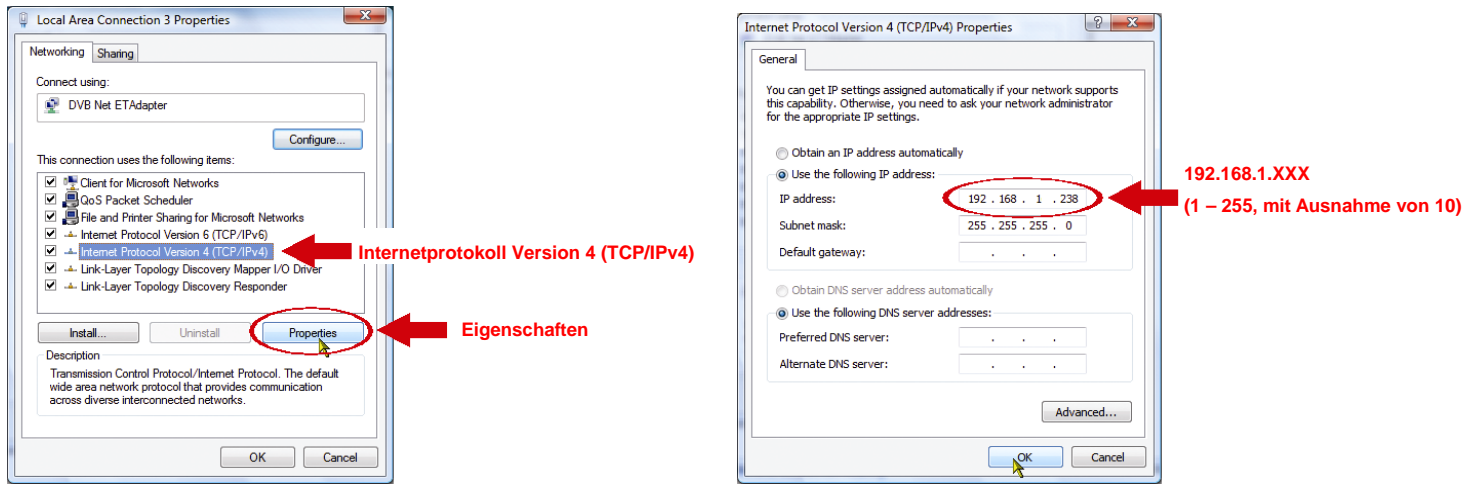 Local Area Connection 3 Properties
Networking
Sharing
Connect using:
DVB Net ETAdapter
Configure...
This connection uses the following items:
Client for Microsoft Networks
QoS Packet Scheduler
File and Printer Sharing for Microsoft Networks
Internet Protocol Version 6 (TCP/IPv6)
Internet Protocol Version 4 (TCP/IPv4)
Link-Layer Topology Discovery Mapper I/O Driver
Link-Layer Topology Discovery Responder
Install...
Uninstall
Properties
Description
Transmission Control Protocol/Internet Protocol. The default
wide area network protocol that provides communication
across diverse interconnected networks.
OK
Cancel
Internetprotokoll Version 4 (TCP/IPv4)
Eigenschaften
Internet Protocol Version 4 (TCP/IPv4) Properties
General
You can get IP settings assigned automatically if your network supports
this capability. Otherwise, you need to ask your network administrator
for the appropriate IP settings.
Obtain an IP address automatically
Use the following IP address:
IP address: 192 . 168 . 1 . 238
Subnet mask: 255 . 255 . 255 . 0
Default gateway: . . .
Obtain DNS server address automatically
Use the following DNS server addresses:
Preferred DNS server: . . .
Alternate DNS server: . . .
Advanced...
OK
Cancel
192.168.1.XXX
(1 – 255, mit Ausnahme von 10)